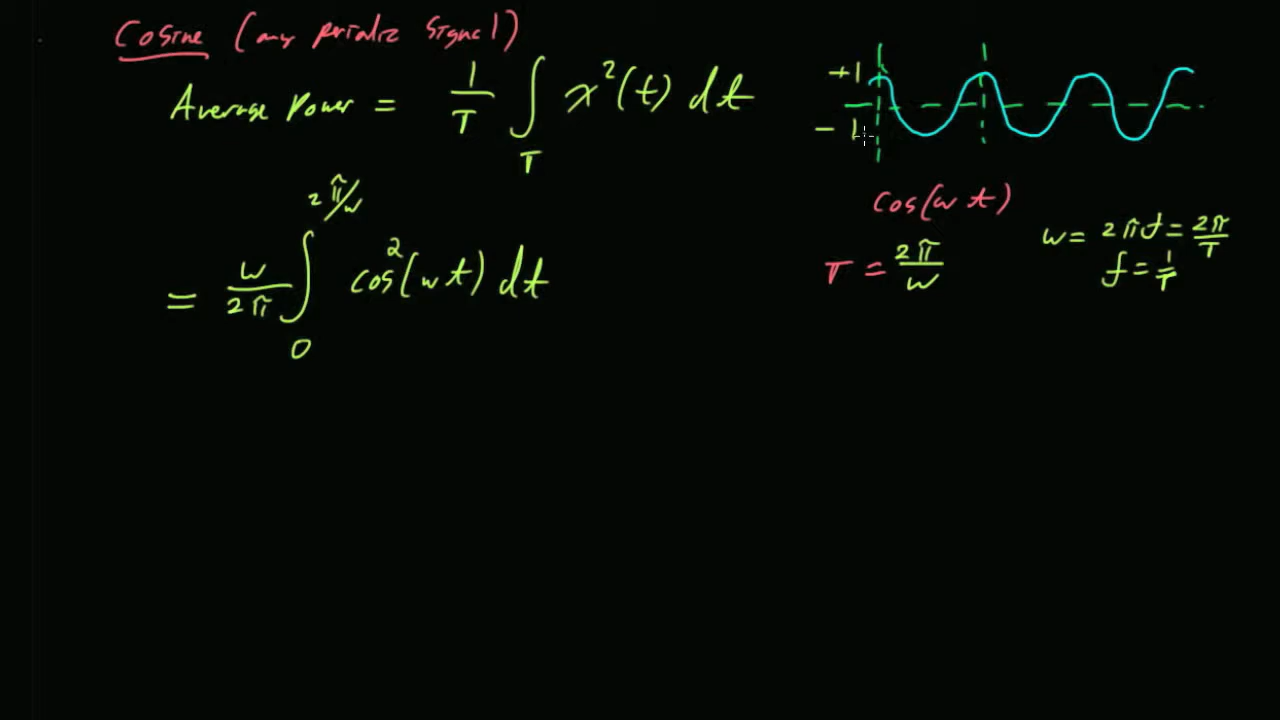 Cosine (any periodic signal)
Average Power = 1/T ∫_T x²(t) dt
+1
-1
cos(ωt)
T = 2π/ω
ω = 2πf = 2π/T
f = 1/T
= ω/2π ∫_0^{2π/ω} cos²(ωt) dt